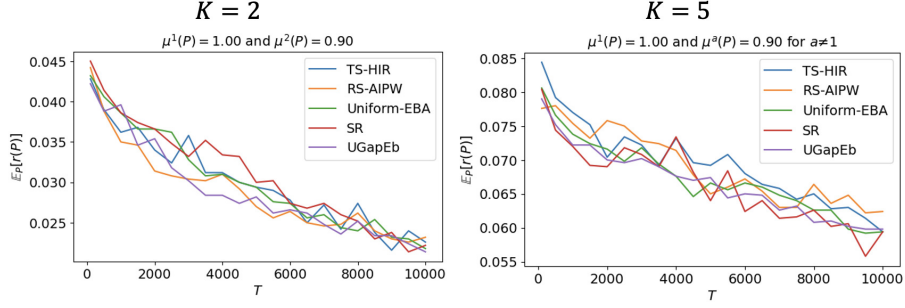 K = 2
μ¹(P) = 1.00 and μ²(P) = 0.90
𝔼_P[r(P)]
0.045
0.040
0.035
0.030
0.025
TS-HIR
RS-AIPW
Uniform-EBA
SR
UGapEb
0 2000 4000 6000 8000 10000
T
K = 5
μ¹(P) = 1.00 and μᵃ(P) = 0.90 for a≠1
𝔼_P[r(P)]
0.085
0.080
0.075
0.070
0.065
0.060
0.055
TS-HIR
RS-AIPW
Uniform-EBA
SR
UGapEb
0 2000 4000 6000 8000 10000
T